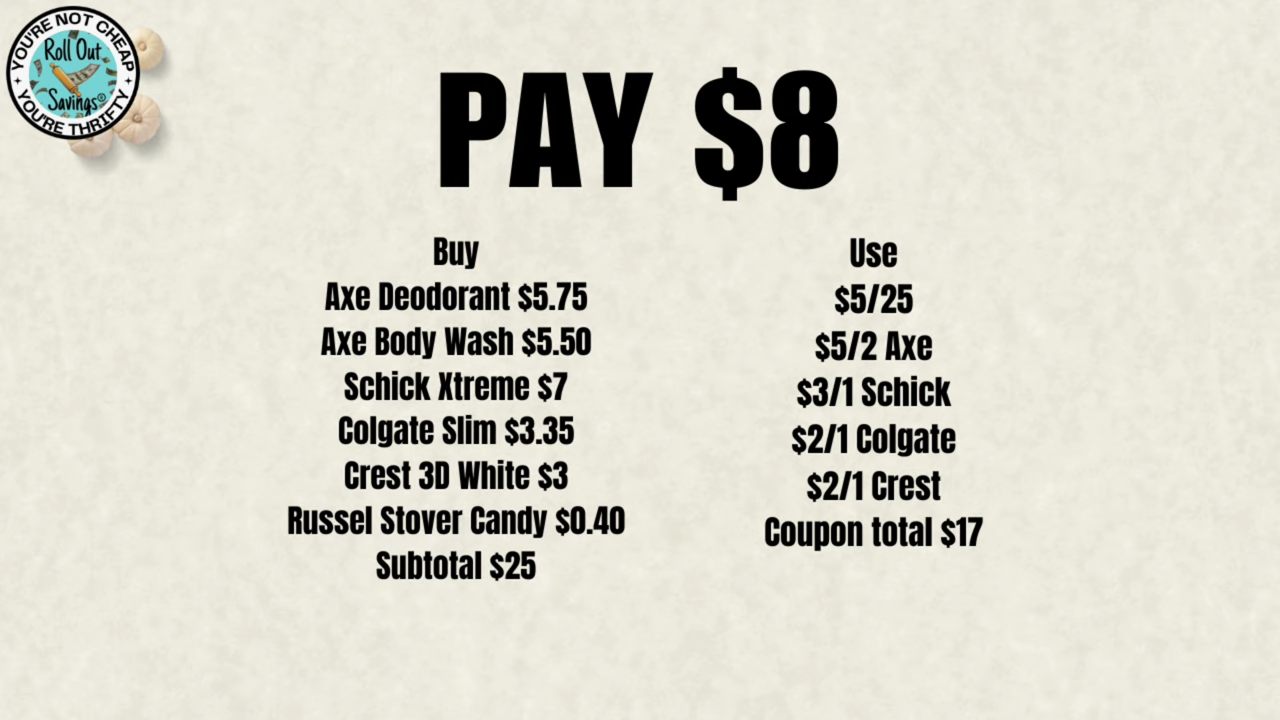 YOU'RE NOT CHEAP
Roll Out
Savings®
YOU'RE THRIFTY
PAY $8
Buy
Axe Deodorant $5.75
Axe Body Wash $5.50
Schick Xtreme $7
Colgate Slim $3.35
Crest 3D White $3
Russel Stover Candy $0.40
Subtotal $25
Use
$5/25
$5/2 Axe
$3/1 Schick
$2/1 Colgate
$2/1 Crest
Coupon total $17